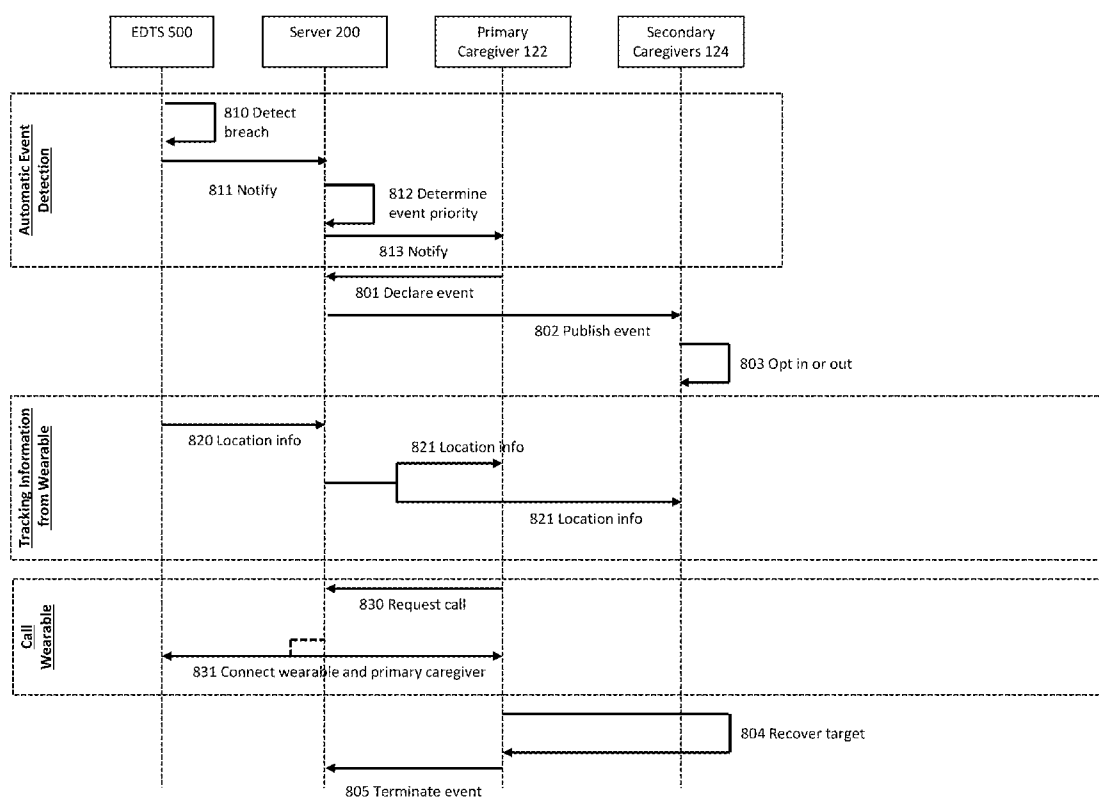 EDTS 500
Server 200
Primary
Caregiver 122
Secondary
Caregivers 124
Automatic Event
Detection
810 Detect
breach
811 Notify
812 Determine
event priority
813 Notify
801 Declare event
802 Publish event
803 Opt in or out
Tracking Information
from Wearable
820 Location info
821 Location info
821 Location info
Call
Wearable
830 Request call
831 Connect wearable and primary caregiver
804 Recover target
805 Terminate event